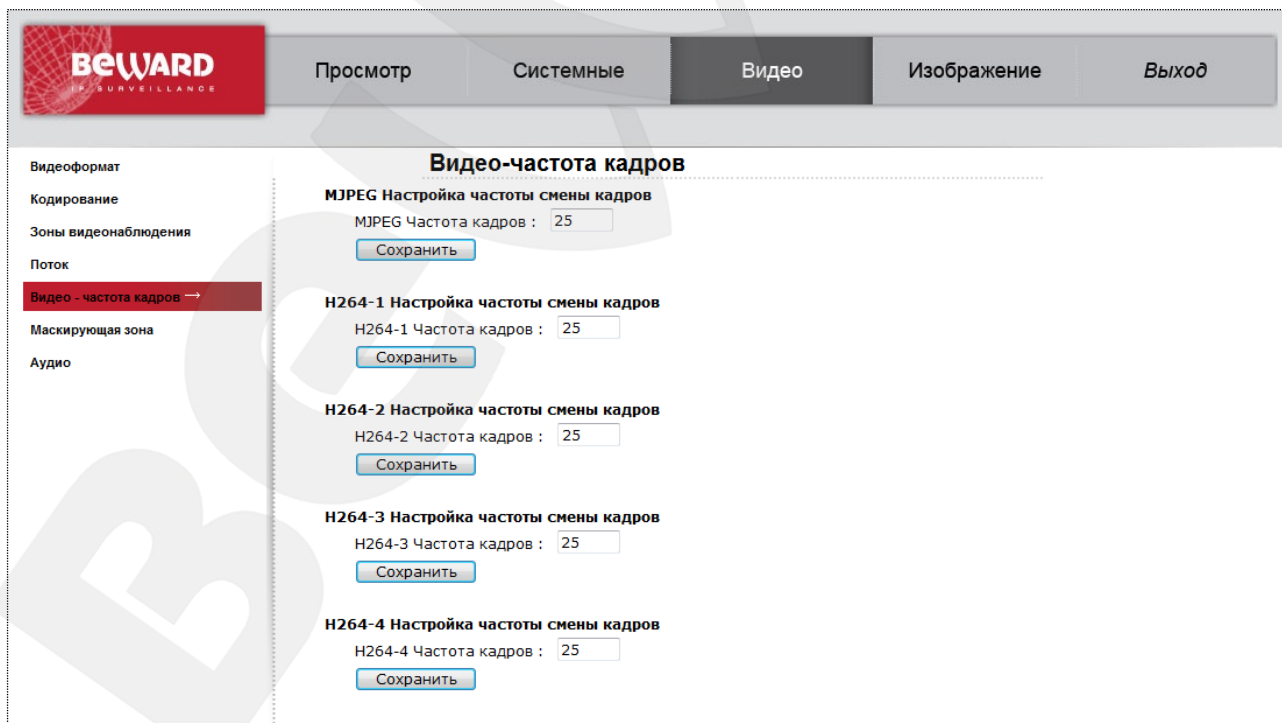 BEWARD
IP SURVEILLANCE
Просмотр
Системные
Видео
Изображение
Выход
Видеоформат
Кодирование
Зоны видеонаблюдения
Поток
Видео - частота кадров →
Маскирующая зона
Аудио
Видео-частота кадров
MJPEG Настройка частоты смены кадров
MJPEG Частота кадров : 25
Сохранить
H264-1 Настройка частоты смены кадров
H264-1 Частота кадров : 25
Сохранить
H264-2 Настройка частоты смены кадров
H264-2 Частота кадров : 25
Сохранить
H264-3 Настройка частоты смены кадров
H264-3 Частота кадров : 25
Сохранить
H264-4 Настройка частоты смены кадров
H264-4 Частота кадров : 25
Сохранить